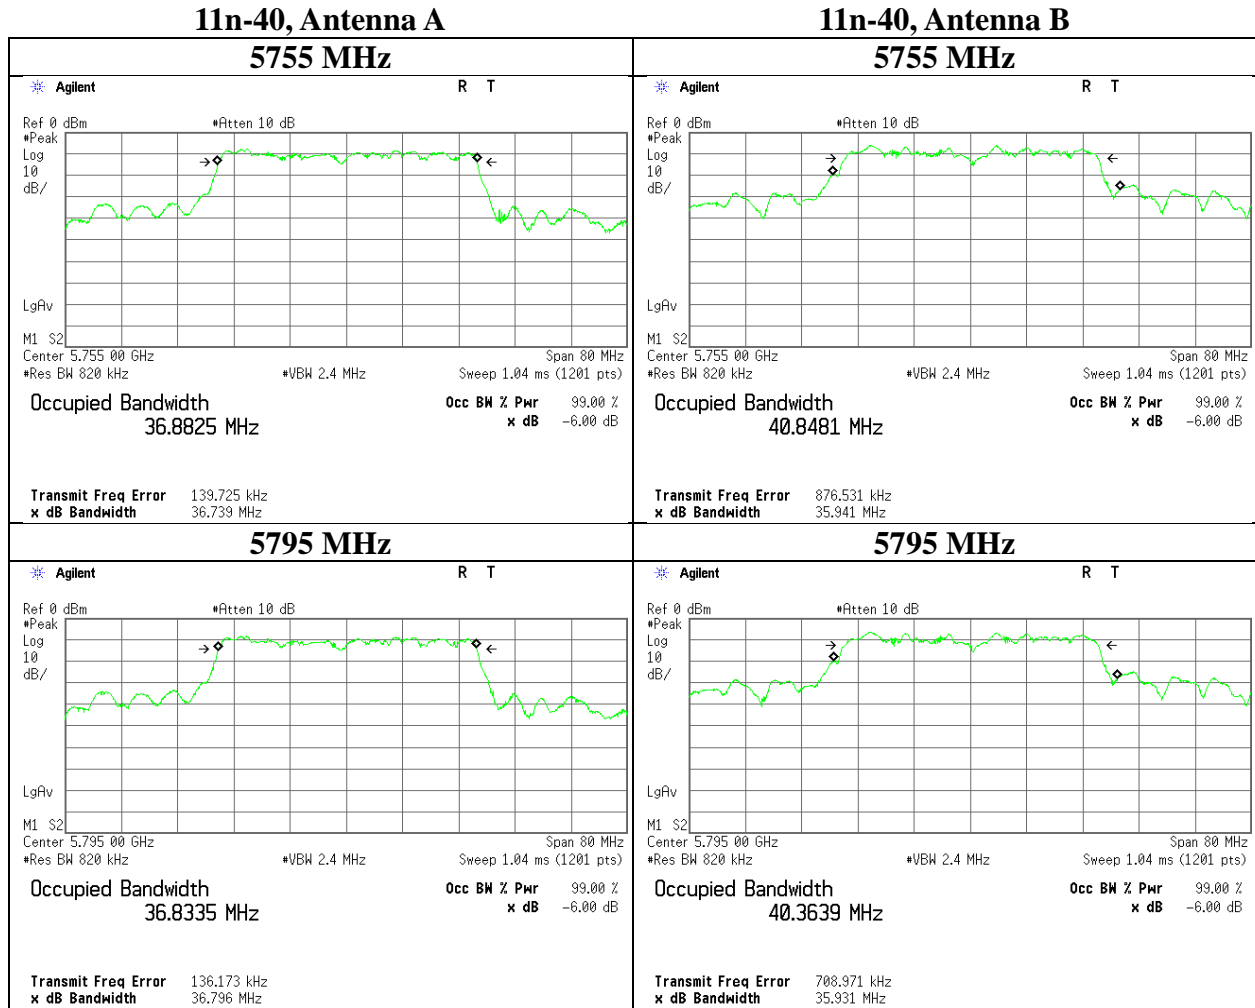 11n-40, Antenna A
11n-40, Antenna B
5755 MHz
5755 MHz
Agilent
R T
Ref 0 dBm
#Atten 10 dB
#Peak
Log
10
dB/
LgAv
M1 S2
Center 5.755 00 GHz
Span 80 MHz
#Res BW 820 kHz
#VBW 2.4 MHz
Sweep 1.04 ms (1201 pts)
Occupied Bandwidth
36.8825 MHz
Occ BW % Pwr 99.00 %
x dB -6.00 dB
Transmit Freq Error 139.725 kHz
x dB Bandwidth 36.739 MHz
Agilent
R T
Ref 0 dBm
#Atten 10 dB
#Peak
Log
10
dB/
LgAv
M1 S2
Center 5.755 00 GHz
Span 80 MHz
#Res BW 820 kHz
#VBW 2.4 MHz
Sweep 1.04 ms (1201 pts)
Occupied Bandwidth
40.8481 MHz
Occ BW % Pwr 99.00 %
x dB -6.00 dB
Transmit Freq Error 876.531 kHz
x dB Bandwidth 35.941 MHz
5795 MHz
5795 MHz
Agilent
R T
Ref 0 dBm
#Atten 10 dB
#Peak
Log
10
dB/
LgAv
M1 S2
Center 5.795 00 GHz
Span 80 MHz
#Res BW 820 kHz
#VBW 2.4 MHz
Sweep 1.04 ms (1201 pts)
Occupied Bandwidth
36.8335 MHz
Occ BW % Pwr 99.00 %
x dB -6.00 dB
Transmit Freq Error 136.173 kHz
x dB Bandwidth 36.796 MHz
Agilent
R T
Ref 0 dBm
#Atten 10 dB
#Peak
Log
10
dB/
LgAv
M1 S2
Center 5.795 00 GHz
Span 80 MHz
#Res BW 820 kHz
#VBW 2.4 MHz
Sweep 1.04 ms (1201 pts)
Occupied Bandwidth
40.3639 MHz
Occ BW % Pwr 99.00 %
x dB -6.00 dB
Transmit Freq Error 708.971 kHz
x dB Bandwidth 35.931 MHz